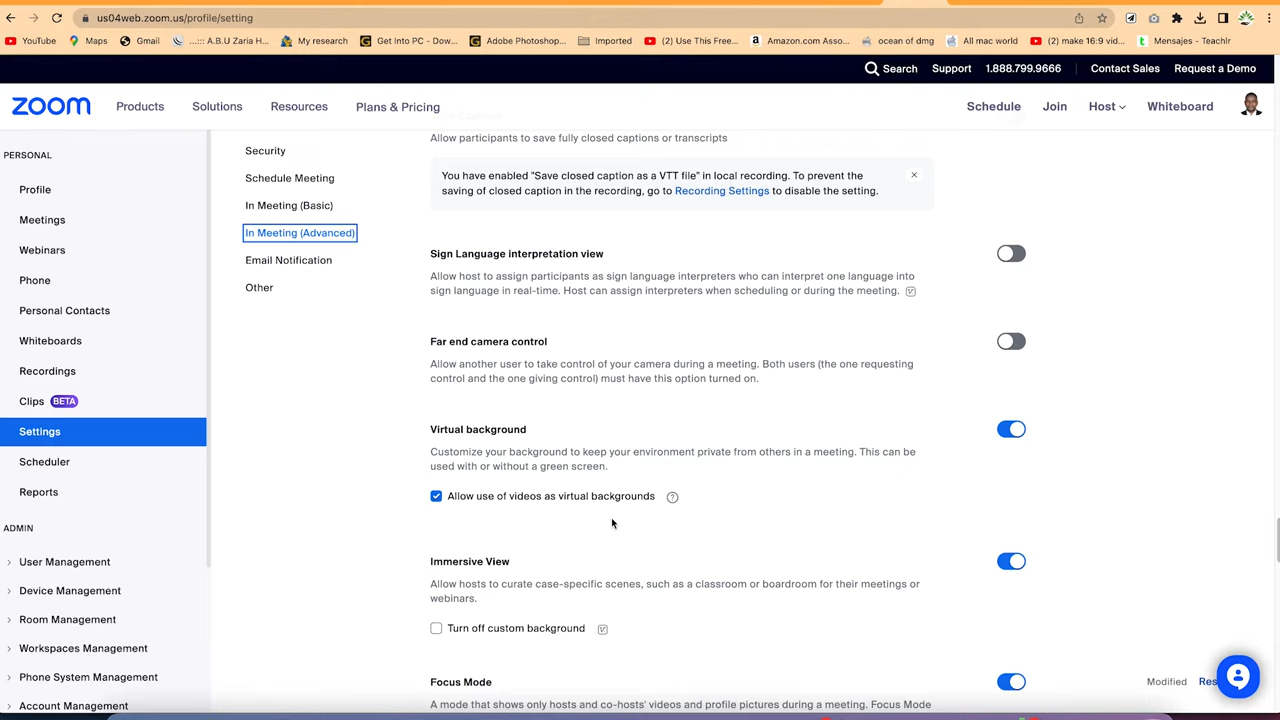 us04web.zoom.us/profile/setting
YouTube Maps Gmail ...::: A.B.U Zaria H... My research Get Into PC - Dow... Adobe Photoshop... Imported (2) Use This Free... Amazon.com Asso... ocean of dmg All mac world (2) make 16:9 vid... Mensajes - Teachlr
Search Support 1.888.799.9666 Contact Sales Request a Demo
zoom Products Solutions Resources Plans & Pricing Schedule Join Host Whiteboard
PERSONAL
Profile
Meetings
Webinars
Phone
Personal Contacts
Whiteboards
Recordings
Clips BETA
Settings
Scheduler
Reports
ADMIN
User Management
Device Management
Room Management
Workspaces Management
Phone System Management
Account Management
Security
Schedule Meeting
In Meeting (Basic)
In Meeting (Advanced)
Email Notification
Other
Allow participants to save fully closed captions or transcripts
You have enabled "Save closed caption as a VTT file" in local recording. To prevent the
saving of closed caption in the recording, go to Recording Settings to disable the setting.
Sign Language interpretation view
Allow host to assign participants as sign language interpreters who can interpret one language into
sign language in real-time. Host can assign interpreters when scheduling or during the meeting.
Far end camera control
Allow another user to take control of your camera during a meeting. Both users (the one requesting
control and the one giving control) must have this option turned on.
Virtual background
Customize your background to keep your environment private from others in a meeting. This can be
used with or without a green screen.
Allow use of videos as virtual backgrounds
Immersive View
Allow hosts to curate case-specific scenes, such as a classroom or boardroom for their meetings or
webinars.
Turn off custom background
Focus Mode
Modified Res
A mode that shows only hosts and co-hosts' videos and profile pictures during a meeting. Focus Mode